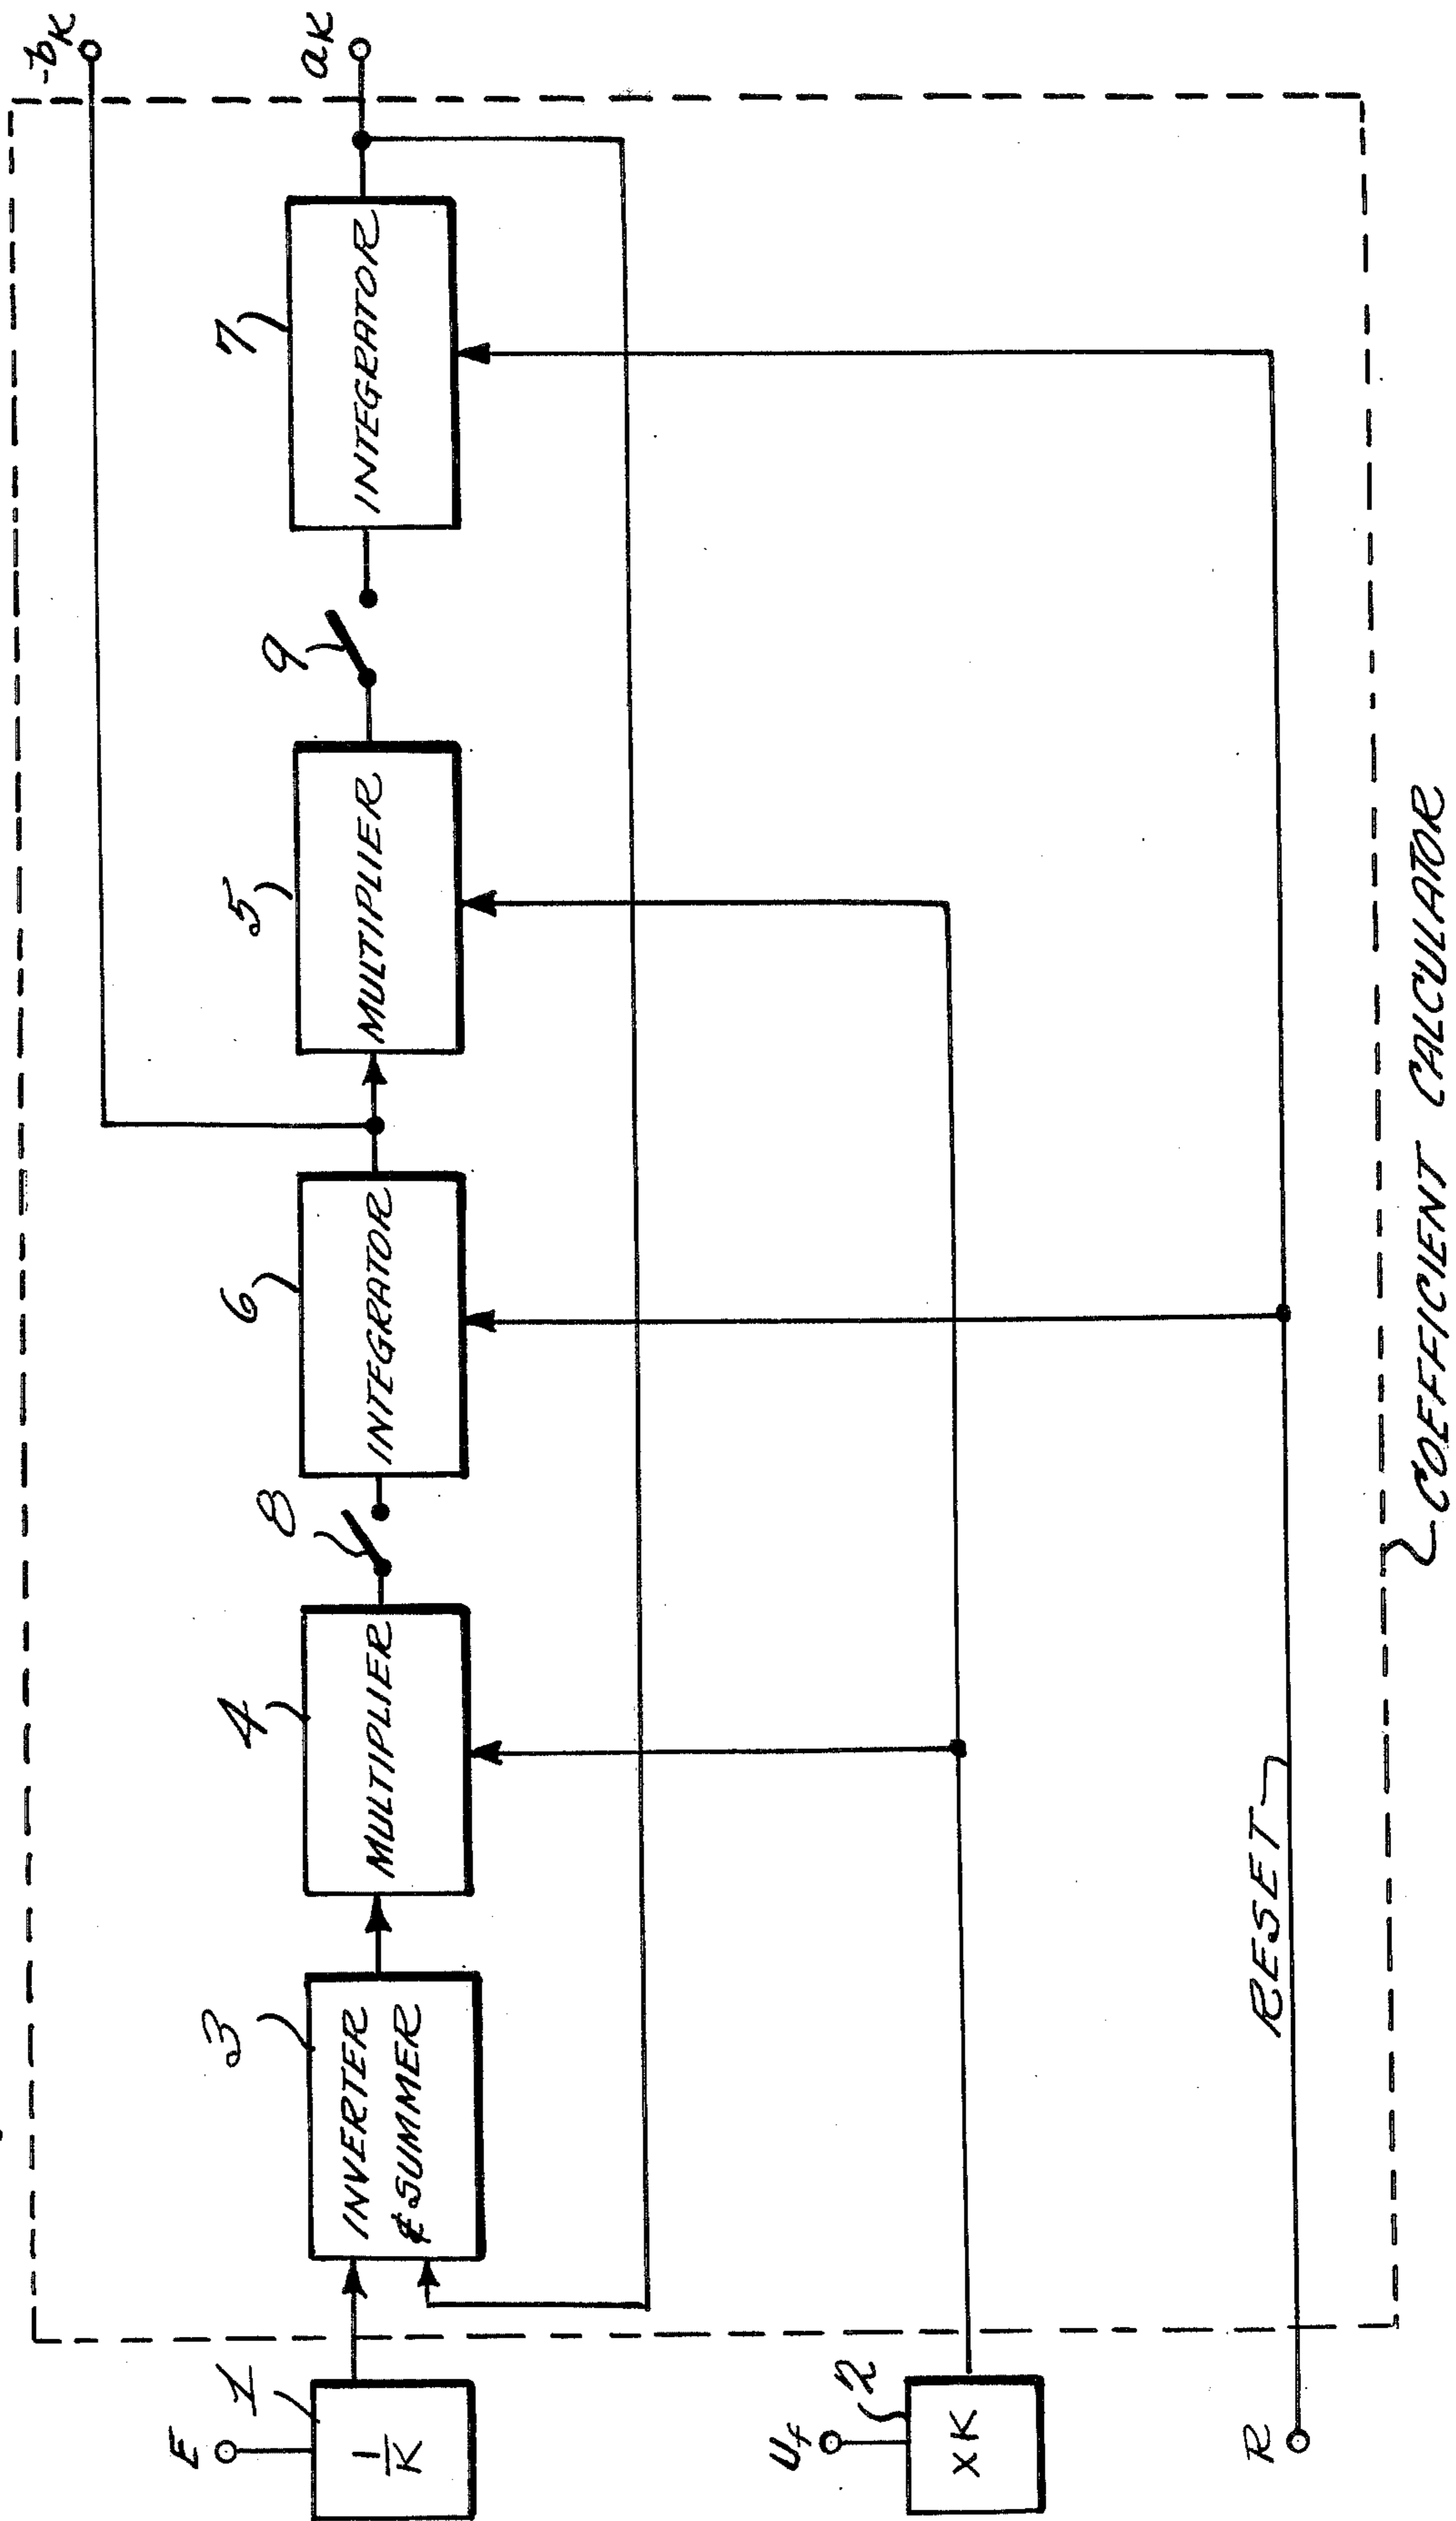 -bK
aK
7
INTEGRATOR
9
5
MULTIPLIER
6
INTEGRATOR
8
4
MULTIPLIER
3
INVERTER
& SUMMER
1
E
1/K
2
Uf
XK
R
RESET
COEFFICIENT CALCULATOR